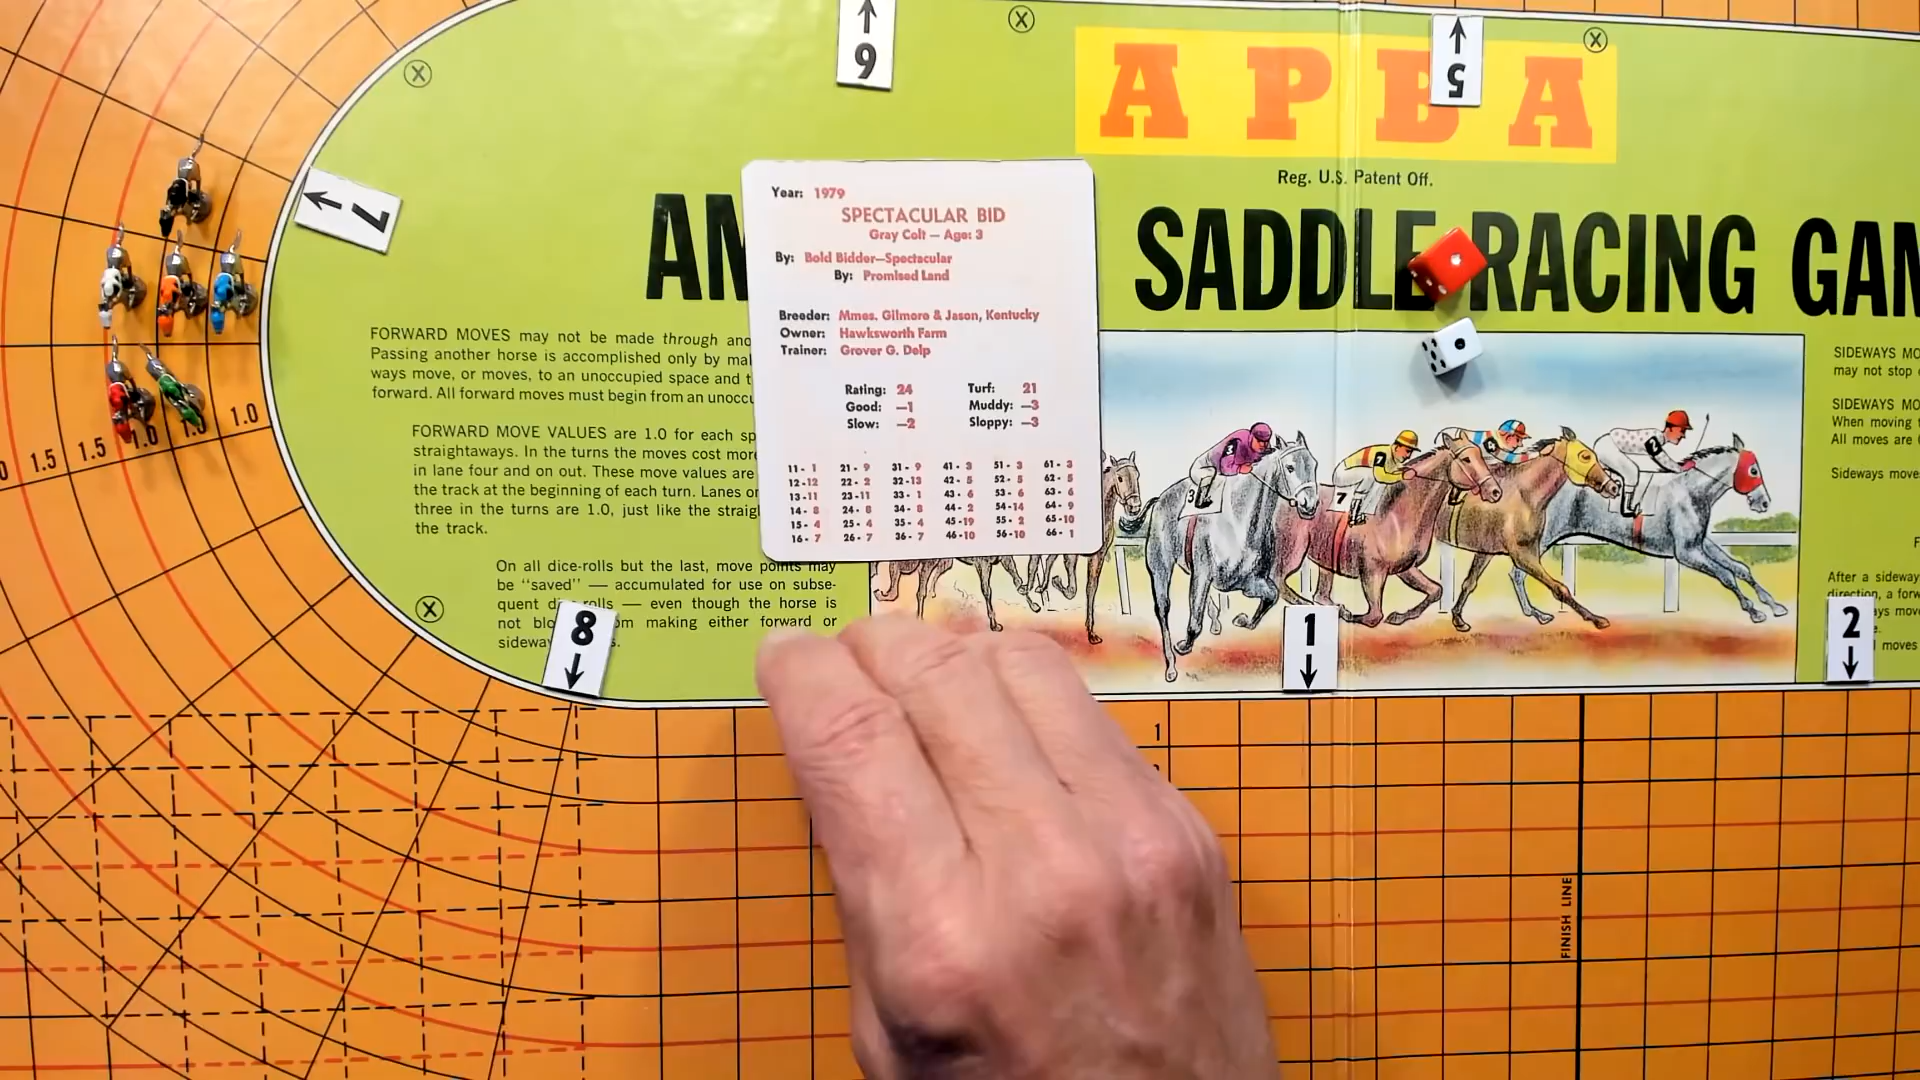 ↑
6
↑
5
A P B A
Reg. U.S. Patent Off.
SADDLE RACING
7
Year: 1979
SPECTACULAR BID
Gray Colt — Age: 3
By: Bold Bidder—Spectacular
By: Promised Land
Breeder: Mmes. Gilmore & Jason, Kentucky
Owner: Hawksworth Farm
Trainer: Grover G. Delp
Rating: 24 Turf: 21
Good: —1 Muddy: —3
Slow: —2 Sloppy: —3
11 - 1 21 - 9 31 - 9 41 - 3 51 - 3 61 - 3
12 - 12 22 - 2 32 - 13 42 - 5 52 - 5 62 - 5
13 - 11 23 - 11 33 - 1 43 - 6 53 - 6 63 - 6
14 - 8 24 - 8 34 - 8 44 - 2 54 - 14 64 - 9
15 - 4 25 - 4 35 - 4 45 - 19 55 - 2 65 - 10
16 - 7 26 - 7 36 - 7 46 - 10 56 - 10 66 - 1
FORWARD MOVES may not be made through
Passing another horse is accomplished only by
ways move, or moves, to an unoccupied space and
forward. All forward moves must begin from an
FORWARD MOVE VALUES are 1.0 for each
straightaways. In the turns the moves cost
in lane four and on out. These move values are
the track at the beginning of each turn. Lanes
three in the turns are 1.0, just like the
the track.
On all dice-rolls but the last, move points may
be "saved" — accumulated for use on subse-
quent rolls — even though the horse is
not making either forward or
SIDEWAYS
may not stop
SIDEWAYS
When moving
All moves are
Sideways
After a
direction, a
moves
1.5 1.5 1.0 1.0
8
↓
1
↓
2
↓
3
7
4
2
1
FINISH LINE